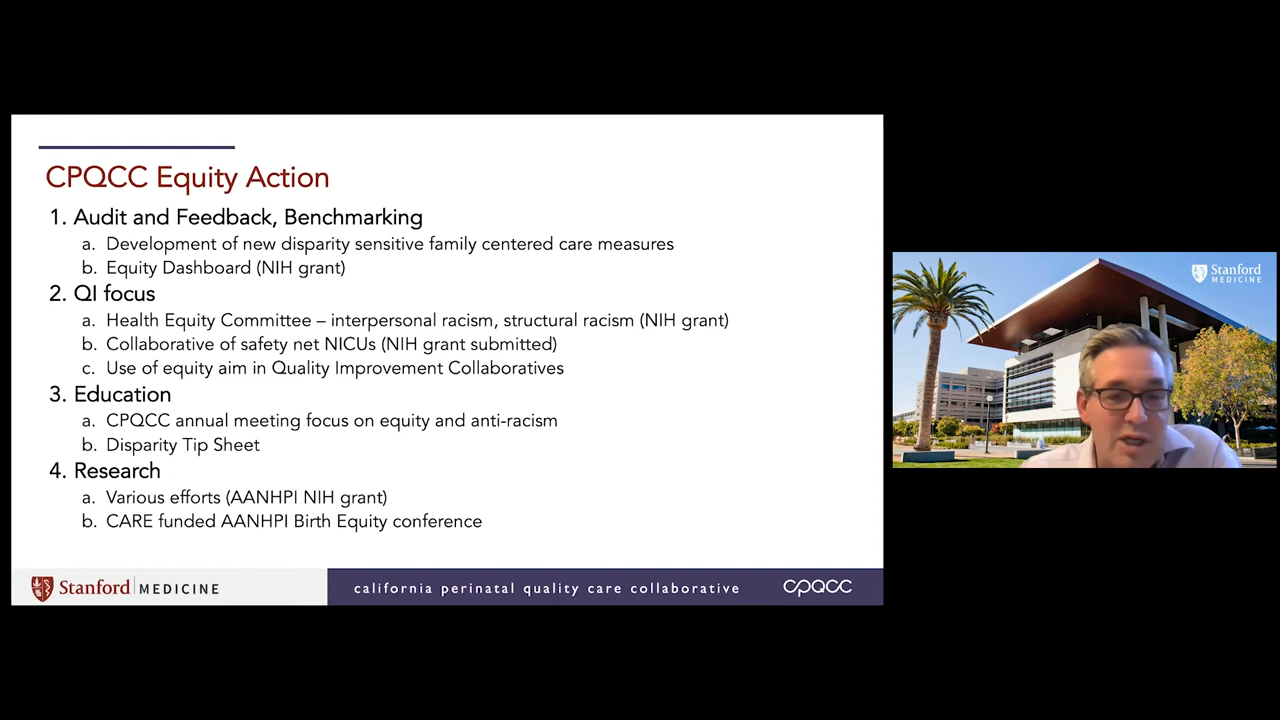 CPQCC Equity Action
1. Audit and Feedback, Benchmarking
a. Development of new disparity sensitive family centered care measures
b. Equity Dashboard (NIH grant)
2. QI focus
a. Health Equity Committee – interpersonal racism, structural racism (NIH grant)
b. Collaborative of safety net NICUs (NIH grant submitted)
c. Use of equity aim in Quality Improvement Collaboratives
3. Education
a. CPQCC annual meeting focus on equity and anti-racism
b. Disparity Tip Sheet
4. Research
a. Various efforts (AANHPI NIH grant)
b. CARE funded AANHPI Birth Equity conference
Stanford MEDICINE
california perinatal quality care collaborative
CPQCC
Stanford
MEDICINE